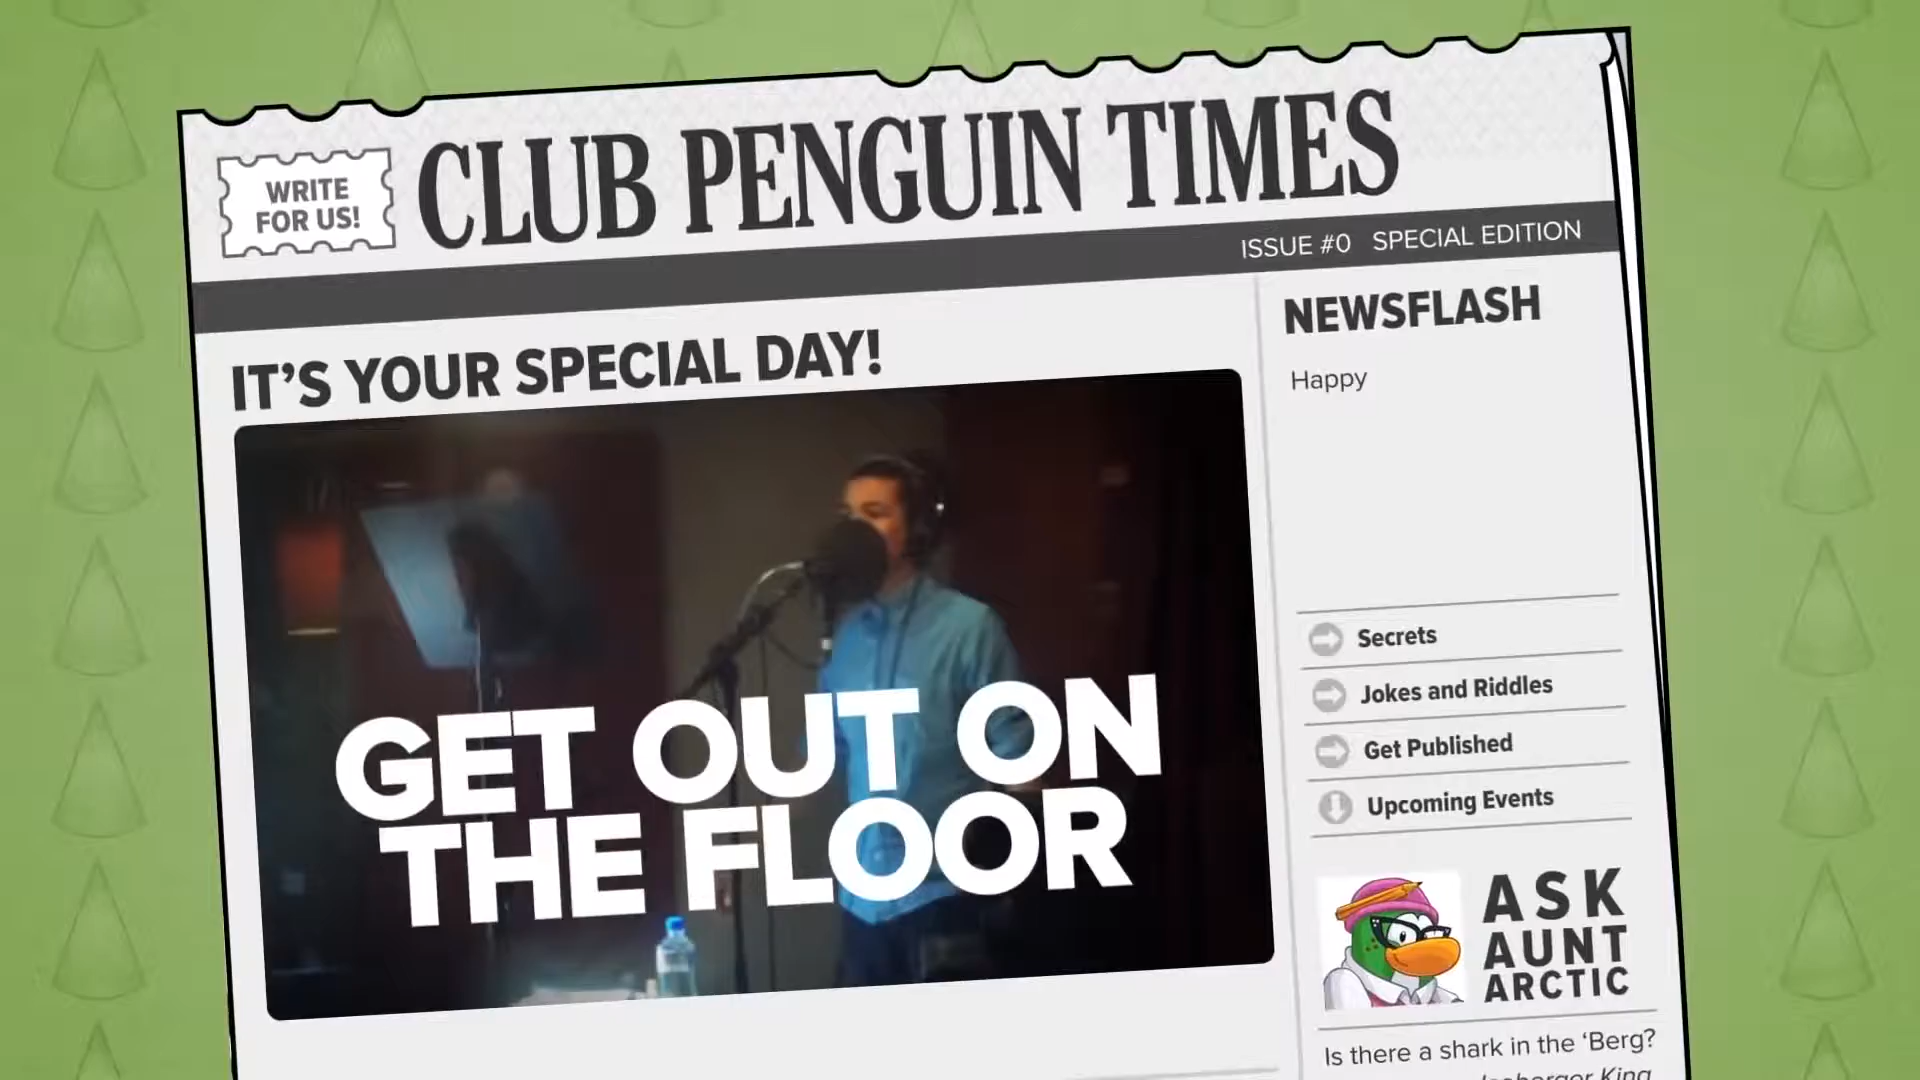 WRITE
FOR US!
CLUB PENGUIN TIMES
ISSUE #0 SPECIAL EDITION
IT'S YOUR SPECIAL DAY!
GET OUT ON
THE FLOOR
NEWSFLASH
Happy
Secrets
Jokes and Riddles
Get Published
Upcoming Events
ASK
AUNT
ARCTIC
Is there a shark in the ‘Berg?
King